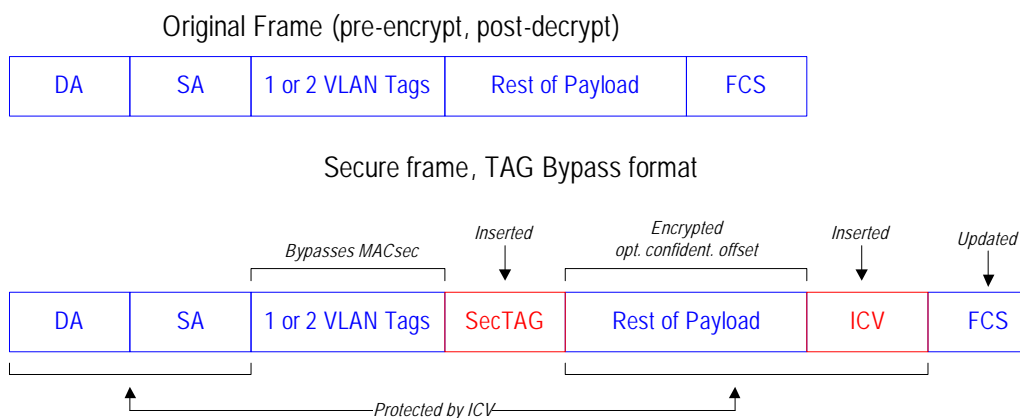 Original Frame (pre-encrypt, post-decrypt)
DA SA 1 or 2 VLAN Tags Rest of Payload FCS
Secure frame, TAG Bypass format
Bypasses MACsec Inserted Encrypted Inserted Updated
opt. confident. offset
DA SA 1 or 2 VLAN Tags SecTAG Rest of Payload ICV FCS
Protected by ICV